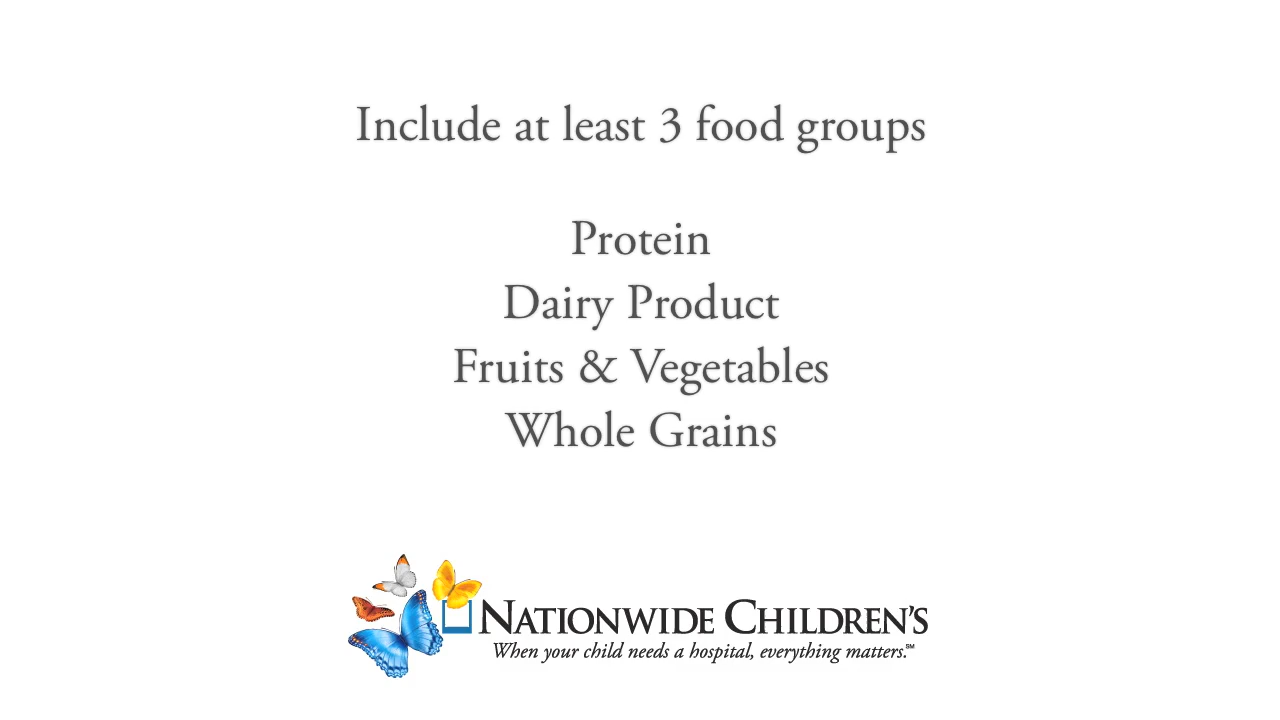 Include at least 3 food groups
Protein
Dairy Product
Fruits & Vegetables
Whole Grains
NATIONWIDE CHILDREN'S
When your child needs a hospital, everything matters.℠